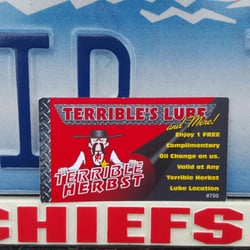 ID
TERRIBLE'S LUBE
and More!
Enjoy 1 FREE
Complimentary
Oil Change on us.
Valid at Any
Terrible Herbst
Lube Location
#700
TERRIBLE
HERBST
CHIEFS